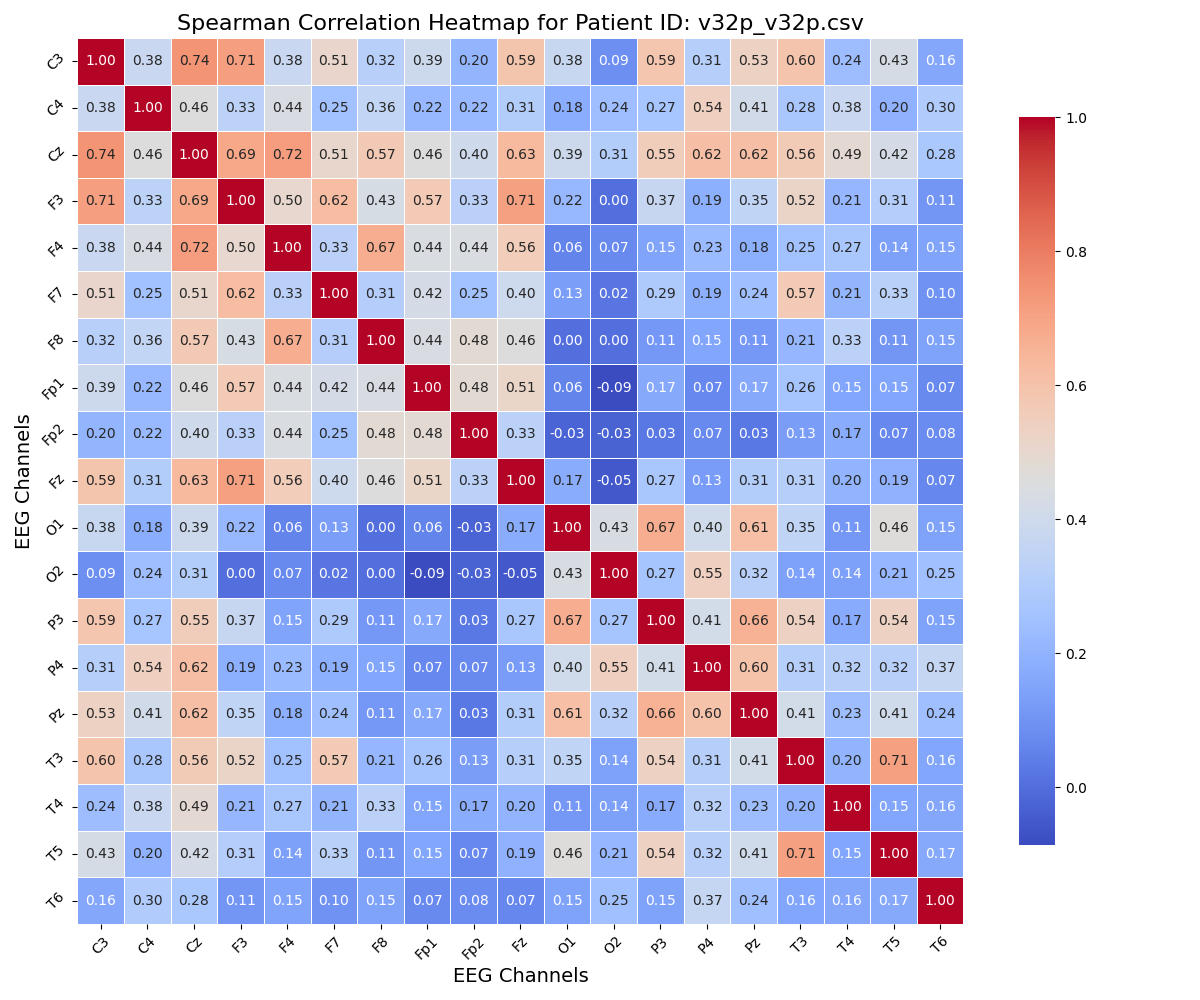 Spearman Correlation Heatmap for Patient ID: v32p_v32p.csv
C3 1.00 0.38 0.74 0.71 0.38 0.51 0.32 0.39 0.20 0.59 0.38 0.09 0.59 0.31 0.53 0.60 0.24 0.43 0.16
C4 0.38 1.00 0.46 0.33 0.44 0.25 0.36 0.22 0.22 0.31 0.18 0.24 0.27 0.54 0.41 0.28 0.38 0.20 0.30
Cz 0.74 0.46 1.00 0.69 0.72 0.51 0.57 0.46 0.40 0.63 0.39 0.31 0.55 0.62 0.62 0.56 0.49 0.42 0.28
F3 0.71 0.33 0.69 1.00 0.50 0.62 0.43 0.57 0.33 0.71 0.22 0.00 0.37 0.19 0.35 0.52 0.21 0.31 0.11
F4 0.38 0.44 0.72 0.50 1.00 0.33 0.67 0.44 0.44 0.56 0.06 0.07 0.15 0.23 0.18 0.25 0.27 0.14 0.15
F7 0.51 0.25 0.51 0.62 0.33 1.00 0.31 0.42 0.25 0.40 0.13 0.02 0.29 0.19 0.24 0.57 0.21 0.33 0.10
F8 0.32 0.36 0.57 0.43 0.67 0.31 1.00 0.44 0.48 0.46 0.00 0.00 0.11 0.15 0.11 0.21 0.33 0.11 0.15
Fp1 0.39 0.22 0.46 0.57 0.44 0.42 0.44 1.00 0.48 0.51 0.06 -0.09 0.17 0.07 0.17 0.26 0.15 0.15 0.07
Fp2 0.20 0.22 0.40 0.33 0.44 0.25 0.48 0.48 1.00 0.33 -0.03 -0.03 0.03 0.07 0.03 0.13 0.17 0.07 0.08
Fz 0.59 0.31 0.63 0.71 0.56 0.40 0.46 0.51 0.33 1.00 0.17 -0.05 0.27 0.13 0.31 0.31 0.20 0.19 0.07
O1 0.38 0.18 0.39 0.22 0.06 0.13 0.00 0.06 -0.03 0.17 1.00 0.43 0.67 0.40 0.61 0.35 0.11 0.46 0.15
O2 0.09 0.24 0.31 0.00 0.07 0.02 0.00 -0.09 -0.03 -0.05 0.43 1.00 0.27 0.55 0.32 0.14 0.14 0.21 0.25
P3 0.59 0.27 0.55 0.37 0.15 0.29 0.11 0.17 0.03 0.27 0.67 0.27 1.00 0.41 0.66 0.54 0.17 0.54 0.15
P4 0.31 0.54 0.62 0.19 0.23 0.19 0.15 0.07 0.07 0.13 0.40 0.55 0.41 1.00 0.60 0.31 0.32 0.32 0.37
Pz 0.53 0.41 0.62 0.35 0.18 0.24 0.11 0.17 0.03 0.31 0.61 0.32 0.66 0.60 1.00 0.41 0.23 0.41 0.24
T3 0.60 0.28 0.56 0.52 0.25 0.57 0.21 0.26 0.13 0.31 0.35 0.14 0.54 0.31 0.41 1.00 0.20 0.71 0.16
T4 0.24 0.38 0.49 0.21 0.27 0.21 0.33 0.15 0.17 0.20 0.11 0.14 0.17 0.32 0.23 0.20 1.00 0.15 0.16
T5 0.43 0.20 0.42 0.31 0.14 0.33 0.11 0.15 0.07 0.19 0.46 0.21 0.54 0.32 0.41 0.71 0.15 1.00 0.17
T6 0.16 0.30 0.28 0.11 0.15 0.10 0.15 0.07 0.08 0.07 0.15 0.25 0.15 0.37 0.24 0.16 0.16 0.17 1.00
C3 C4 Cz F3 F4 F7 F8 Fp1 Fp2 Fz O1 O2 P3 P4 Pz T3 T4 T5 T6
EEG Channels
EEG Channels
1.0
0.8
0.6
0.4
0.2
0.0